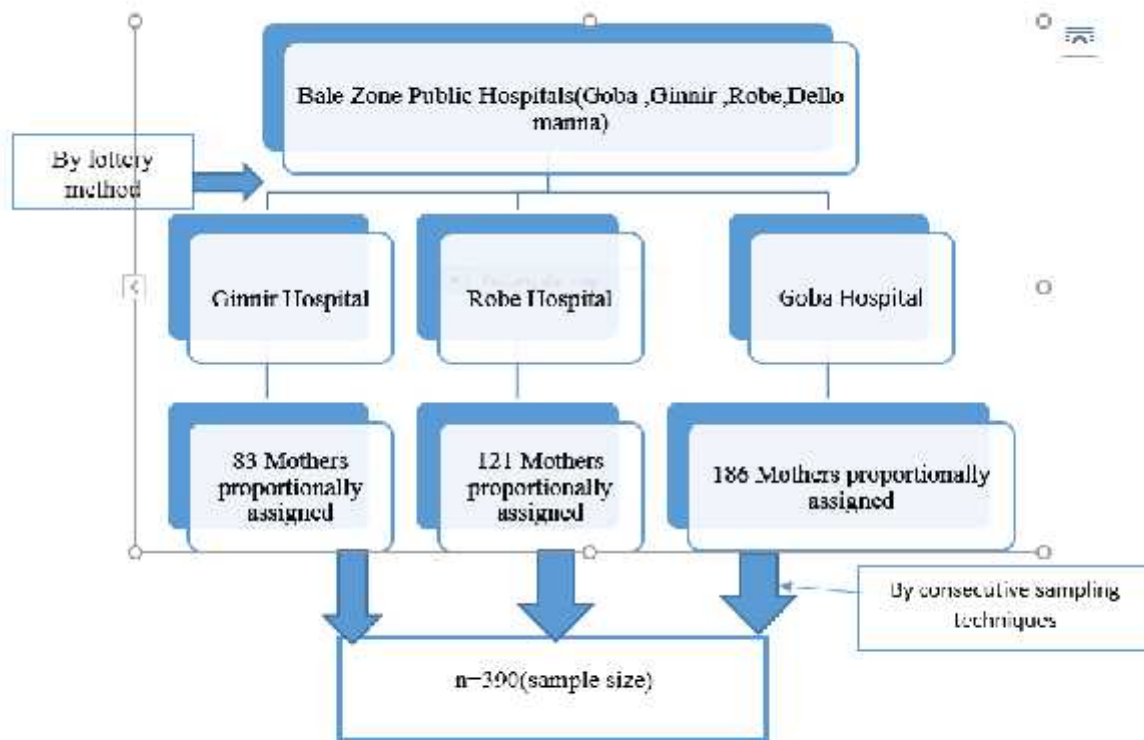 Bale Zone Public Hospitals(Goba ,Ginnir ,Robe,Dello
manna)
By lottery
method
Ginnir Hospital
Robe Hospital
Goba Hospital
83 Mothers
proportionally
assigned
121 Mothers
proportionally
assigned
186 Mothers proportionally
assigned
By consecutive sampling
techniques
n=390(sample size)